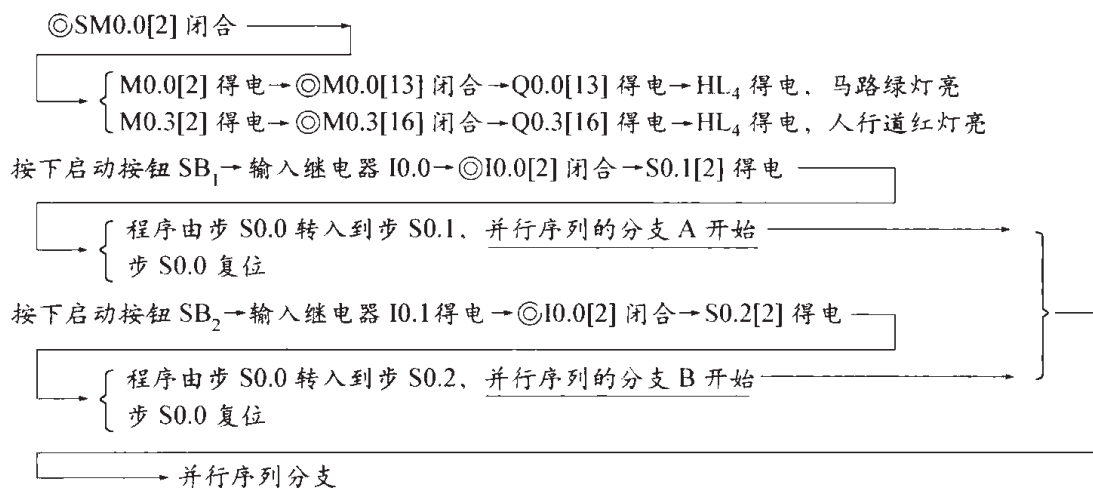 ◎SM0.0[2] 闭合
M0.0[2] 得电→◎M0.0[13] 闭合→Q0.0[13] 得电→HL₄ 得电、马路绿灯亮
M0.3[2] 得电→◎M0.3[16] 闭合→Q0.3[16] 得电→HL₄ 得电、人行道红灯亮
按下启动按钮 SB₁→输入继电器 I0.0→◎I0.0[2] 闭合→S0.1[2] 得电
程序由步 S0.0 转入到步 S0.1、并行序列的分支 A 开始
步 S0.0 复位
按下启动按钮 SB₂→输入继电器 I0.1得电→◎I0.0[2] 闭合→S0.2[2] 得电
程序由步 S0.0 转入到步 S0.2、并行序列的分支 B 开始
步 S0.0 复位
并行序列分支